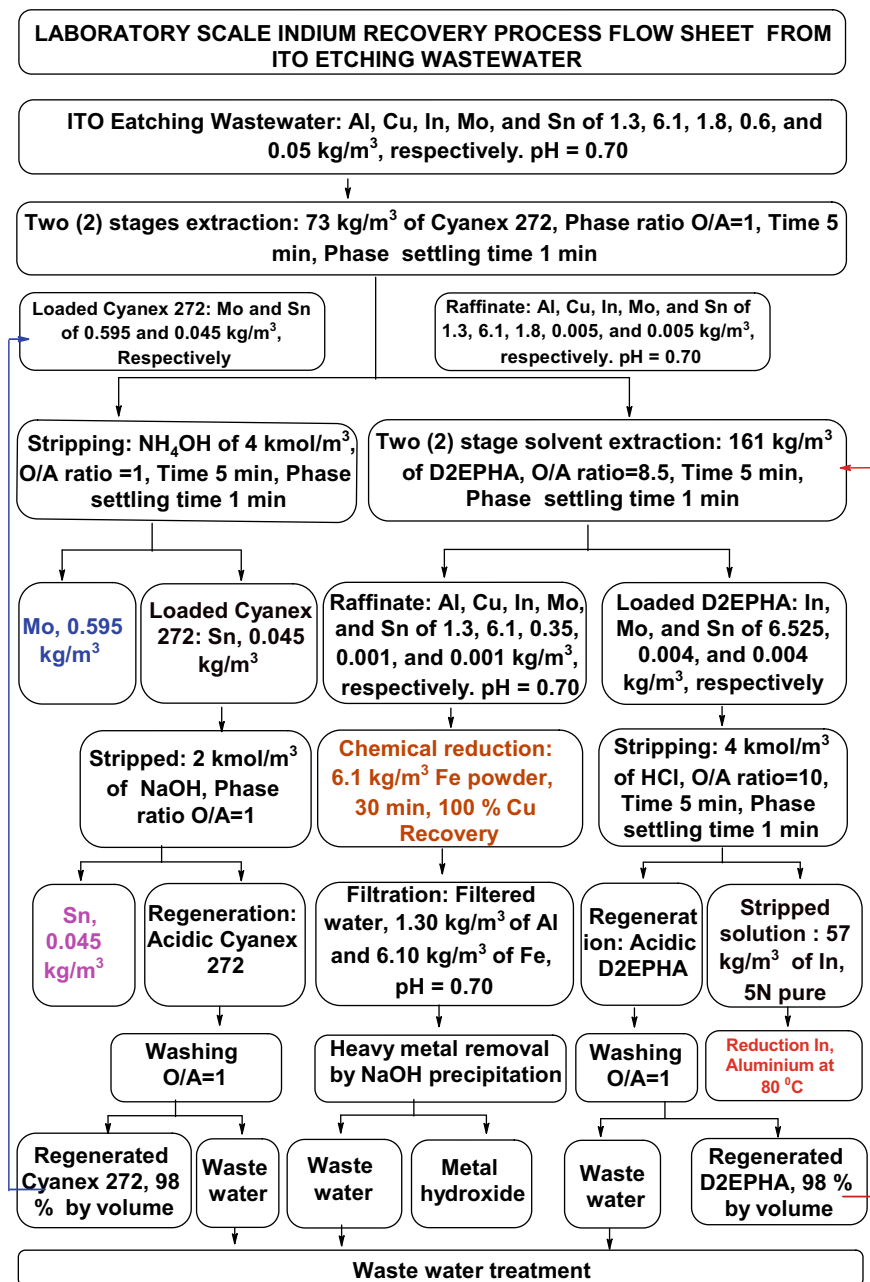 LABORATORY SCALE INDIUM RECOVERY PROCESS FLOW SHEET FROM
ITO ETCHING WASTEWATER
ITO Eatching Wastewater: Al, Cu, In, Mo, and Sn of 1.3, 6.1, 1.8, 0.6, and
0.05 kg/m³, respectively. pH = 0.70
Two (2) stages extraction: 73 kg/m³ of Cyanex 272, Phase ratio O/A=1, Time 5
min, Phase settling time 1 min
Loaded Cyanex 272: Mo and Sn
of 0.595 and 0.045 kg/m³,
Respectively
Raffinate: Al, Cu, In, Mo, and Sn of
1.3, 6.1, 1.8, 0.005, and 0.005 kg/m³,
respectively. pH = 0.70
Stripping: NH₄OH of 4 kmol/m³,
O/A ratio =1, Time 5 min, Phase
settling time 1 min
Two (2) stage solvent extraction: 161 kg/m³
of D2EPHA, O/A ratio=8.5, Time 5 min,
Phase settling time 1 min
Mo, 0.595
kg/m³
Loaded Cyanex
272: Sn, 0.045
kg/m³
Raffinate: Al, Cu, In, Mo,
and Sn of 1.3, 6.1, 0.35,
0.001, and 0.001 kg/m³,
respectively. pH = 0.70
Loaded D2EPHA: In,
Mo, and Sn of 6.525,
0.004, and 0.004
kg/m³, respectively
Stripped: 2 kmol/m³
of NaOH, Phase
ratio O/A=1
Chemical reduction:
6.1 kg/m³ Fe powder,
30 min, 100 % Cu
Recovery
Stripping: 4 kmol/m³
of HCl, O/A ratio=10,
Time 5 min, Phase
settling time 1 min
Sn,
0.045
kg/m³
Regeneration:
Acidic Cyanex
272
Filtration: Filtered
water, 1.30 kg/m³ of Al
and 6.10 kg/m³ of Fe,
pH = 0.70
Regenerat
ion: Acidic
D2EPHA
Stripped
solution : 57
kg/m³ of In,
5N pure
Washing
O/A=1
Heavy metal removal
by NaOH precipitation
Washing
O/A=1
Reduction In,
Aluminium at
80 ⁰C
Regenerated
Cyanex 272, 98
% by volume
Waste
water
Waste
water
Metal
hydroxide
Waste
water
Regenerated
D2EPHA, 98 %
by volume
Waste water treatment